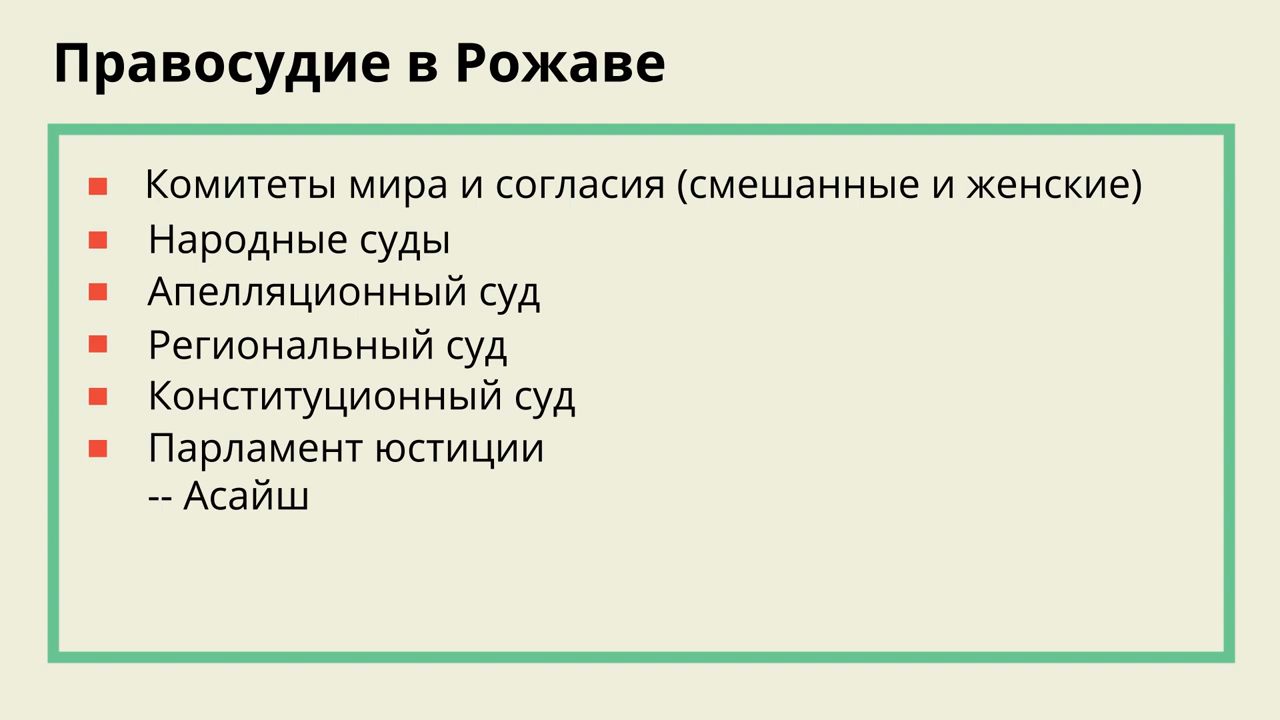 Правосудие в Рожаве
Комитеты мира и согласия (смешанные и женские)
Народные суды
Апелляционный суд
Региональный суд
Конституционный суд
Парламент юстиции
-- Асайш